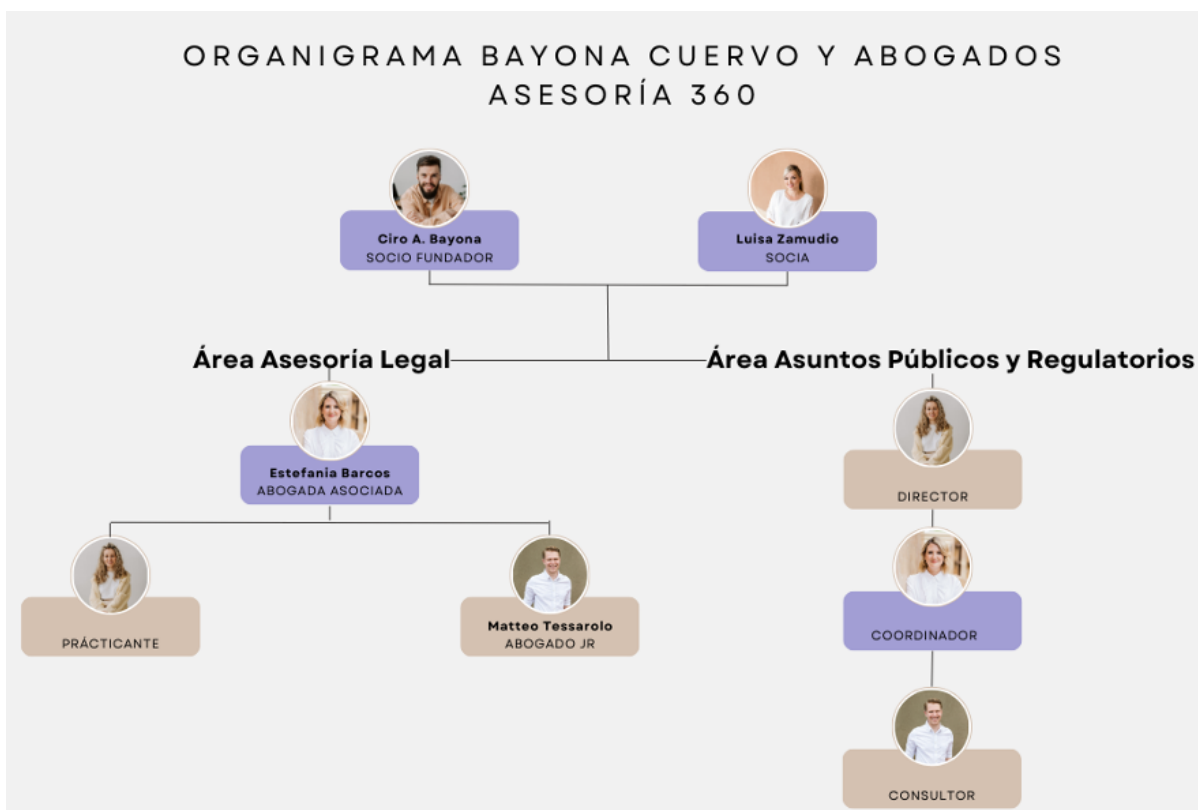 ORGANIGRAMA BAYONA CUERVO Y ABOGADOS
ASESORÍA 360
Ciro A. Bayona
SOCIO FUNDADOR
Luisa Zamudio
SOCIA
Área Asesoría Legal
Área Asuntos Públicos y Regulatorios
Estefania Barcos
ABOGADA ASOCIADA
DIRECTOR
PRÁCTICANTE
Matteo Tessarolo
ABOGADO JR
COORDINADOR
CONSULTOR